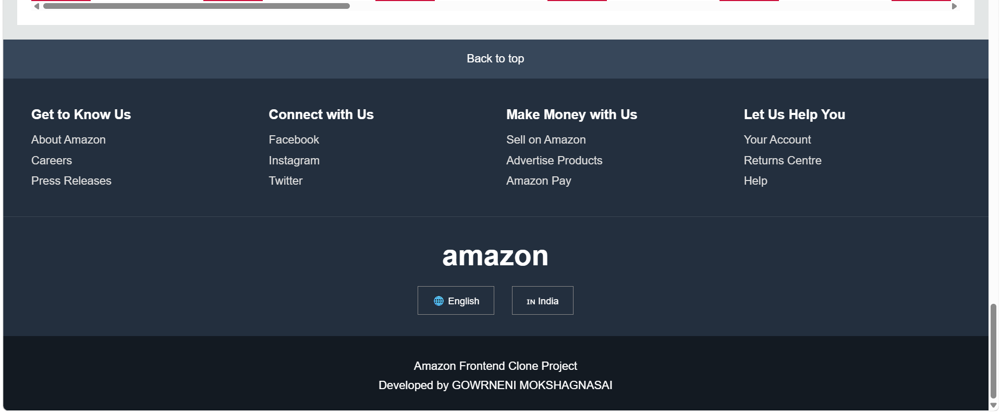 Back to top
Get to Know Us
About Amazon
Careers
Press Releases
Connect with Us
Facebook
Instagram
Twitter
Make Money with Us
Sell on Amazon
Advertise Products
Amazon Pay
Let Us Help You
Your Account
Returns Centre
Help
amazon
English
IN India
Amazon Frontend Clone Project
Developed by GOWRNENI MOKSHAGNASAI